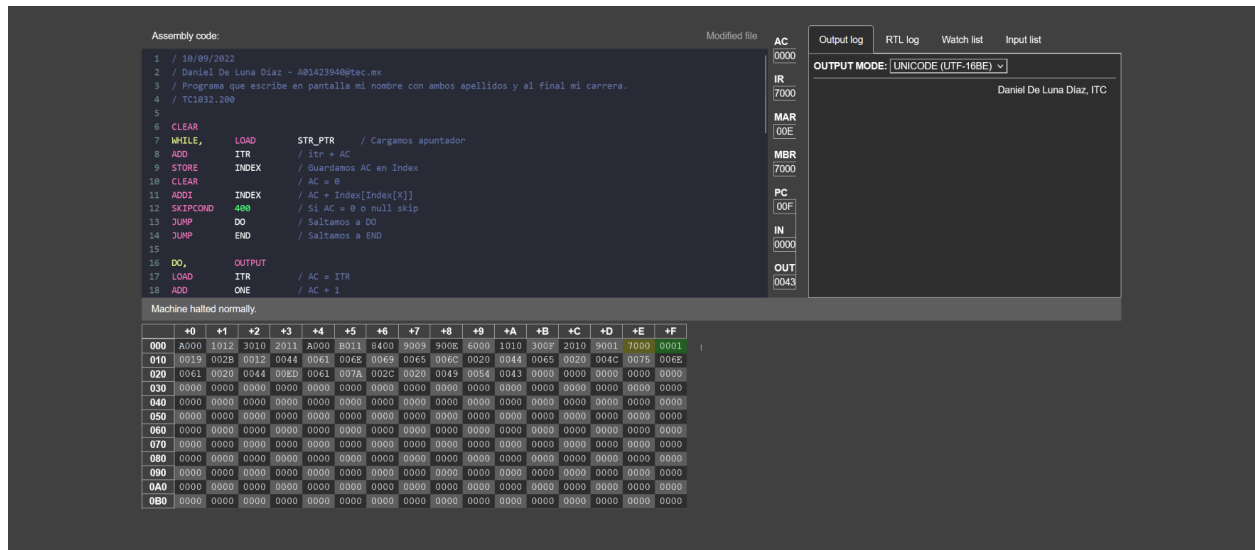 Assembly code: Modified file
1 / 10/09/2022
2 / Daniel De Luna Díaz - A01423940@tec.mx
3 / Programa que escribe en pantalla mi nombre con ambos apellidos y al final mi carrera.
4 / TC1032.200
5
6 CLEAR
7 WHILE, LOAD STR_PTR / Cargamos apuntador
8 ADD ITR / itr + AC
9 STORE INDEX / Guardamos AC en Index
10 CLEAR / AC = 0
11 ADDI INDEX / AC + Index[Index[X]]
12 SKIPCOND 400 / Si AC = 0 o null skip
13 JUMP DO / Saltamos a DO
14 JUMP END / Saltamos a END
15
16 DO, OUTPUT
17 LOAD ITR / AC = ITR
18 ADD ONE / AC + 1
AC
0000
IR
7000
MAR
00E
MBR
7000
PC
00F
IN
0000
OUT
0043
Output log RTL log Watch list Input list
OUTPUT MODE: UNICODE (UTF-16BE)
Daniel De Luna Díaz, ITC
Machine halted normally.
+0 +1 +2 +3 +4 +5 +6 +7 +8 +9 +A +B +C +D +E +F
000 A000 1012 3010 2011 A000 B011 8400 9009 900E 6000 1010 300F 2010 9001 7000 0001
010 0019 002B 0012 0044 0061 006E 0069 0065 006C 0020 0044 0065 0020 004C 0075 006E
020 0061 0020 0044 00ED 0061 007A 002C 0020 0049 0054 0043 0000 0000 0000 0000 0000
030 0000 0000 0000 0000 0000 0000 0000 0000 0000 0000 0000 0000 0000 0000 0000 0000
040 0000 0000 0000 0000 0000 0000 0000 0000 0000 0000 0000 0000 0000 0000 0000 0000
050 0000 0000 0000 0000 0000 0000 0000 0000 0000 0000 0000 0000 0000 0000 0000 0000
060 0000 0000 0000 0000 0000 0000 0000 0000 0000 0000 0000 0000 0000 0000 0000 0000
070 0000 0000 0000 0000 0000 0000 0000 0000 0000 0000 0000 0000 0000 0000 0000 0000
080 0000 0000 0000 0000 0000 0000 0000 0000 0000 0000 0000 0000 0000 0000 0000 0000
090 0000 0000 0000 0000 0000 0000 0000 0000 0000 0000 0000 0000 0000 0000 0000 0000
0A0 0000 0000 0000 0000 0000 0000 0000 0000 0000 0000 0000 0000 0000 0000 0000 0000
0B0 0000 0000 0000 0000 0000 0000 0000 0000 0000 0000 0000 0000 0000 0000 0000 0000